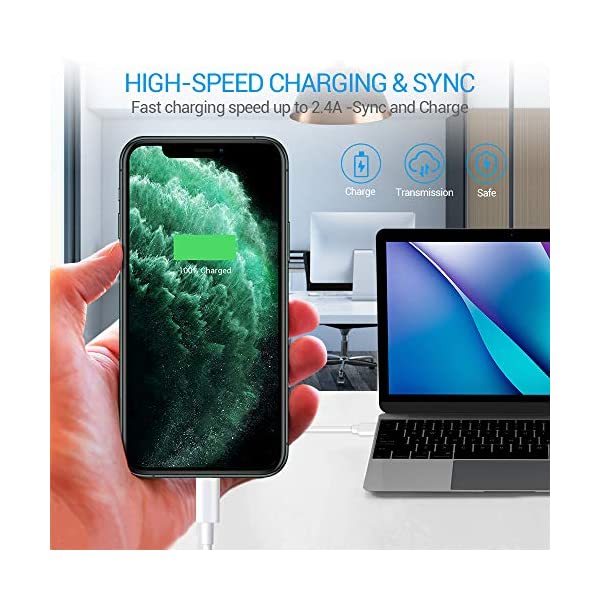 HIGH-SPEED CHARGING & SYNC
Fast charging speed up to 2.4A -Sync and Charge
Charge
Transmission
Safe
100% Charged